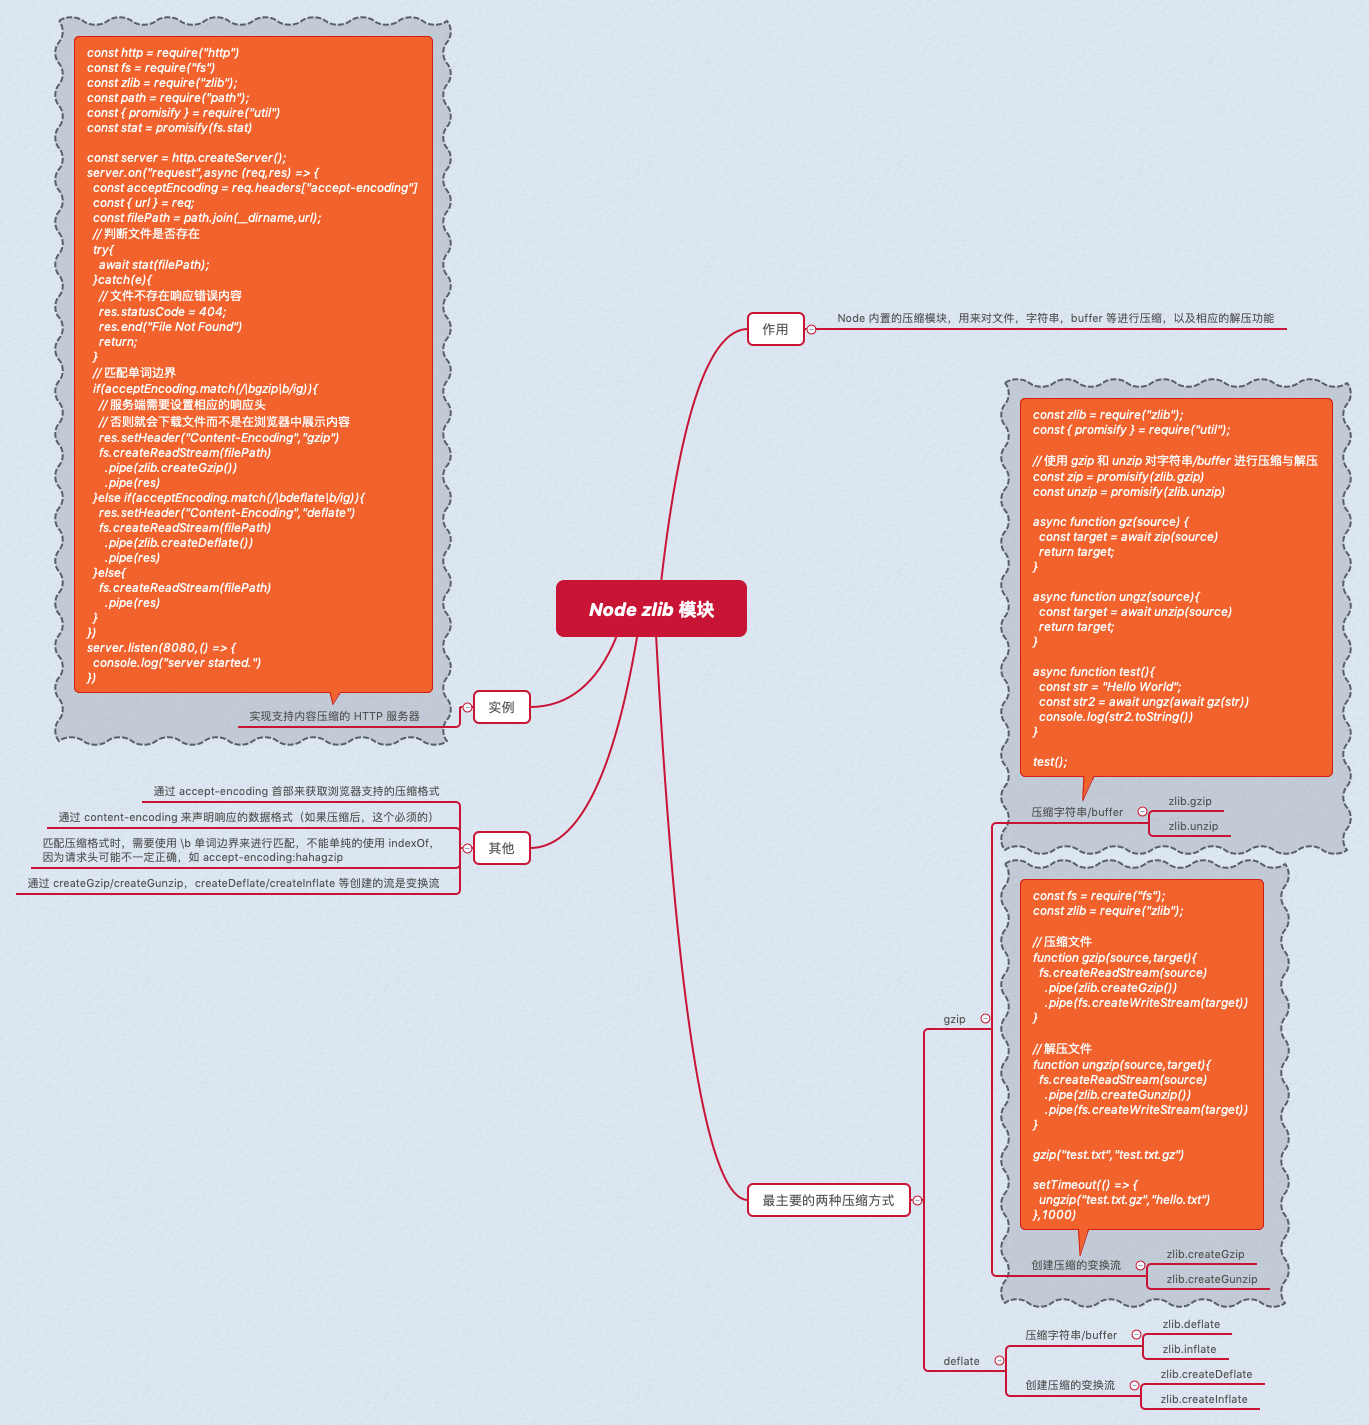 const http = require("http")
const fs = require("fs")
const zlib = require("zlib");
const path = require("path");
const { promisify } = require("util")
const stat = promisify(fs.stat)
const server = http.createServer();
server.on("request",async (req,res) => {
const acceptEncoding = req.headers["accept-encoding"]
const { url } = req;
const filePath = path.join(__dirname,url);
// 判断文件是否存在
try{
await stat(filePath);
}catch(e){
// 文件不存在响应错误内容
res.statusCode = 404;
res.end("File Not Found")
return;
}
// 匹配单词边界
if(acceptEncoding.match(/\bgzip\b/ig)){
// 服务端需要设置相应的响应头
// 否则就会下载文件而不是在浏览器中展示内容
res.setHeader("Content-Encoding","gzip")
fs.createReadStream(filePath)
.pipe(zlib.createGzip())
.pipe(res)
}else if(acceptEncoding.match(/\bdeflate\b/ig)){
res.setHeader("Content-Encoding","deflate")
fs.createReadStream(filePath)
.pipe(zlib.createDeflate())
.pipe(res)
}else{
fs.createReadStream(filePath)
.pipe(res)
}
})
server.listen(8080,() => {
console.log("server started.")
})
实现支持内容压缩的 HTTP 服务器
实例
通过 accept-encoding 首部来获取浏览器支持的压缩格式
通过 content-encoding 来声明响应的数据格式（如果压缩后，这个必须的）
匹配压缩格式时，需要使用 \b 单词边界来进行匹配，不能单纯的使用 indexOf，
因为请求头可能不一定正确，如 accept-encoding:hahagzip
通过 createGzip/createGunzip，createDeflate/createInflate 等创建的流是变换流
其他
Node zlib 模块
作用
Node 内置的压缩模块，用来对文件，字符串，buffer 等进行压缩，以及相应的解压功能
const zlib = require("zlib");
const { promisify } = require("util");
// 使用 gzip 和 unzip 对字符串/buffer 进行压缩与解压
const zip = promisify(zlib.gzip)
const unzip = promisify(zlib.unzip)
async function gz(source) {
const target = await zip(source)
return target;
}
async function ungz(source){
const target = await unzip(source)
return target;
}
async function test(){
const str = "Hello World";
const str2 = await ungz(await gz(str))
console.log(str2.toString())
}
test();
压缩字符串/buffer
zlib.gzip
zlib.unzip
const fs = require("fs");
const zlib = require("zlib");
// 压缩文件
function gzip(source,target){
fs.createReadStream(source)
.pipe(zlib.createGzip())
.pipe(fs.createWriteStream(target))
}
// 解压文件
function ungzip(source,target){
fs.createReadStream(source)
.pipe(zlib.createGunzip())
.pipe(fs.createWriteStream(target))
}
gzip("test.txt","test.txt.gz")
setTimeout(() => {
ungzip("test.txt.gz","hello.txt")
},1000)
创建压缩的变换流
zlib.createGzip
zlib.createGunzip
gzip
最主要的两种压缩方式
deflate
压缩字符串/buffer
zlib.deflate
zlib.inflate
创建压缩的变换流
zlib.createDeflate
zlib.createInflate